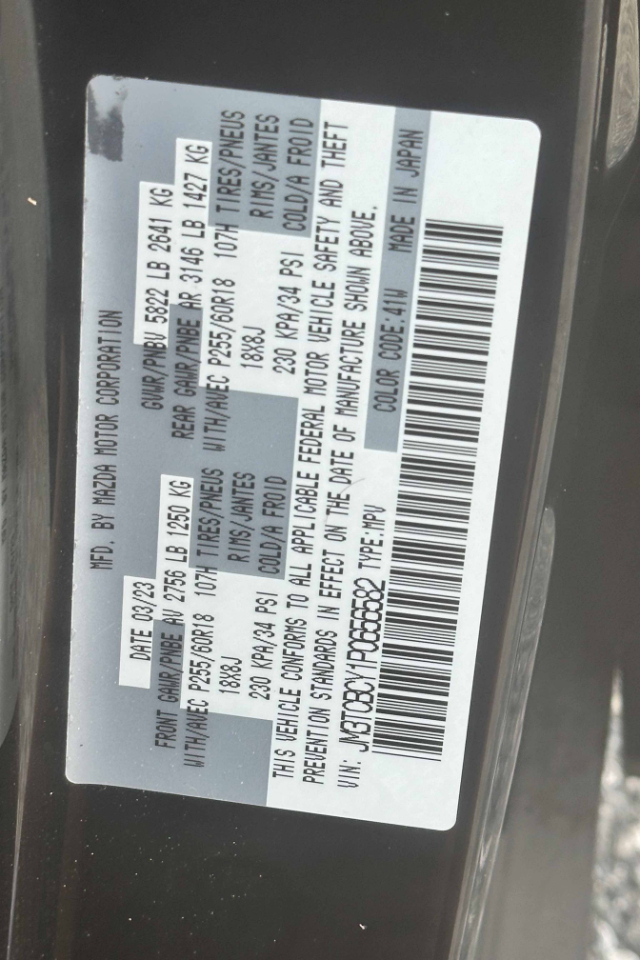 MFD. BY MAZDA MOTOR CORPORATION
DATE 03/23 GVWR/PNBV 5822 LB 2641 KG
FRONT GAWR/PNBE AV 2756 LB 1250 KG REAR GAWR/PNBE AR 3146 LB 1427 KG
WITH/AVEC P255/60R18 107H TIRES/PNEUS WITH/AVEC P255/60R18 107H TIRES/PNEUS
18X8J RIMS/JANTES 18X8J RIMS/JANTES
230 KPA/34 PSI COLD/A FROID 230 KPA/34 PSI COLD/A FROID
THIS VEHICLE CONFORMS TO ALL APPLICABLE FEDERAL MOTOR VEHICLE SAFETY AND THEFT
PREVENTION STANDARDS IN EFFECT ON THE DATE OF MANUFACTURE SHOWN ABOVE.
VIN: JM3TCBCY1P0656582 TYPE:MPV COLOR CODE:41W MADE IN JAPAN